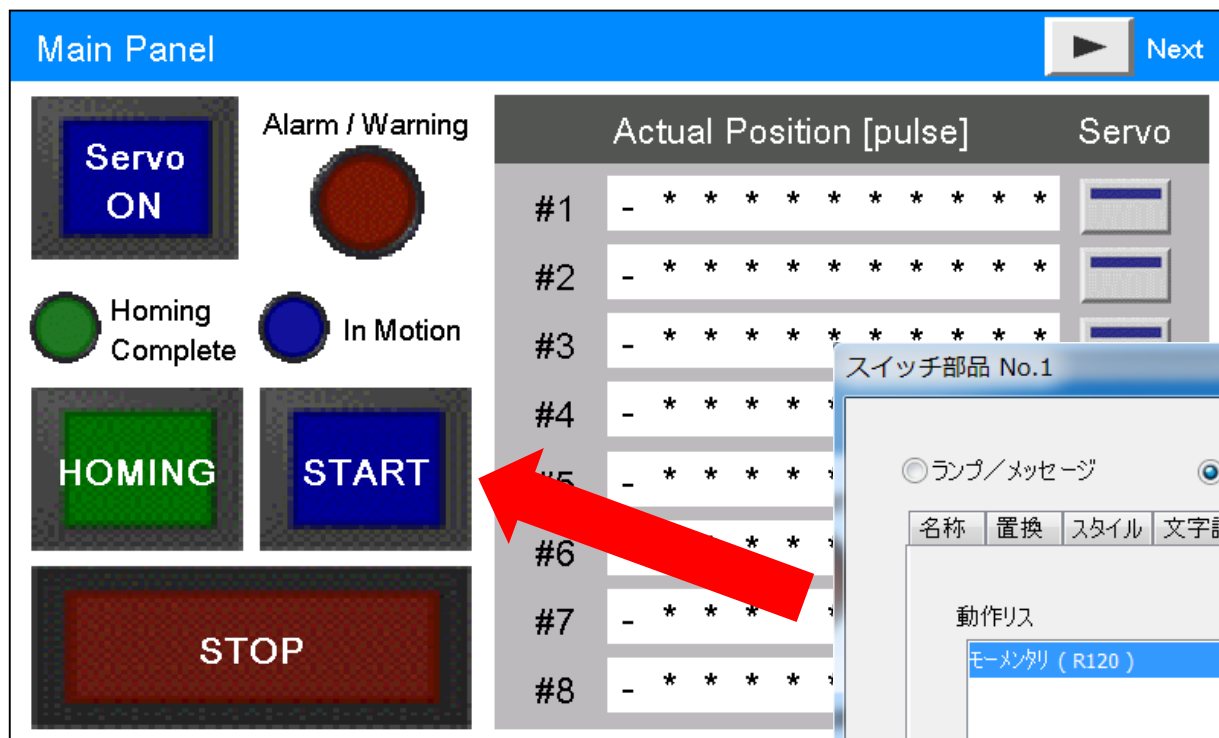 Main Panel
Next
Servo
ON
Alarm / Warning
Actual Position [pulse]
Servo
#1
- * * * * * * * * * *
#2
- * * * * * * * * * *
Homing
Complete
In Motion
#3
- * * * * * * * * * *
#4
- * * * *
HOMING
START
- * * * *
#6
* *
#7
- * * * *
STOP
#8
- * * * *
スイッチ部品 No.1
ランプ／メッセージ
名称
置換
スタイル
文字
動作リス
モーメンタリ ( R120 )